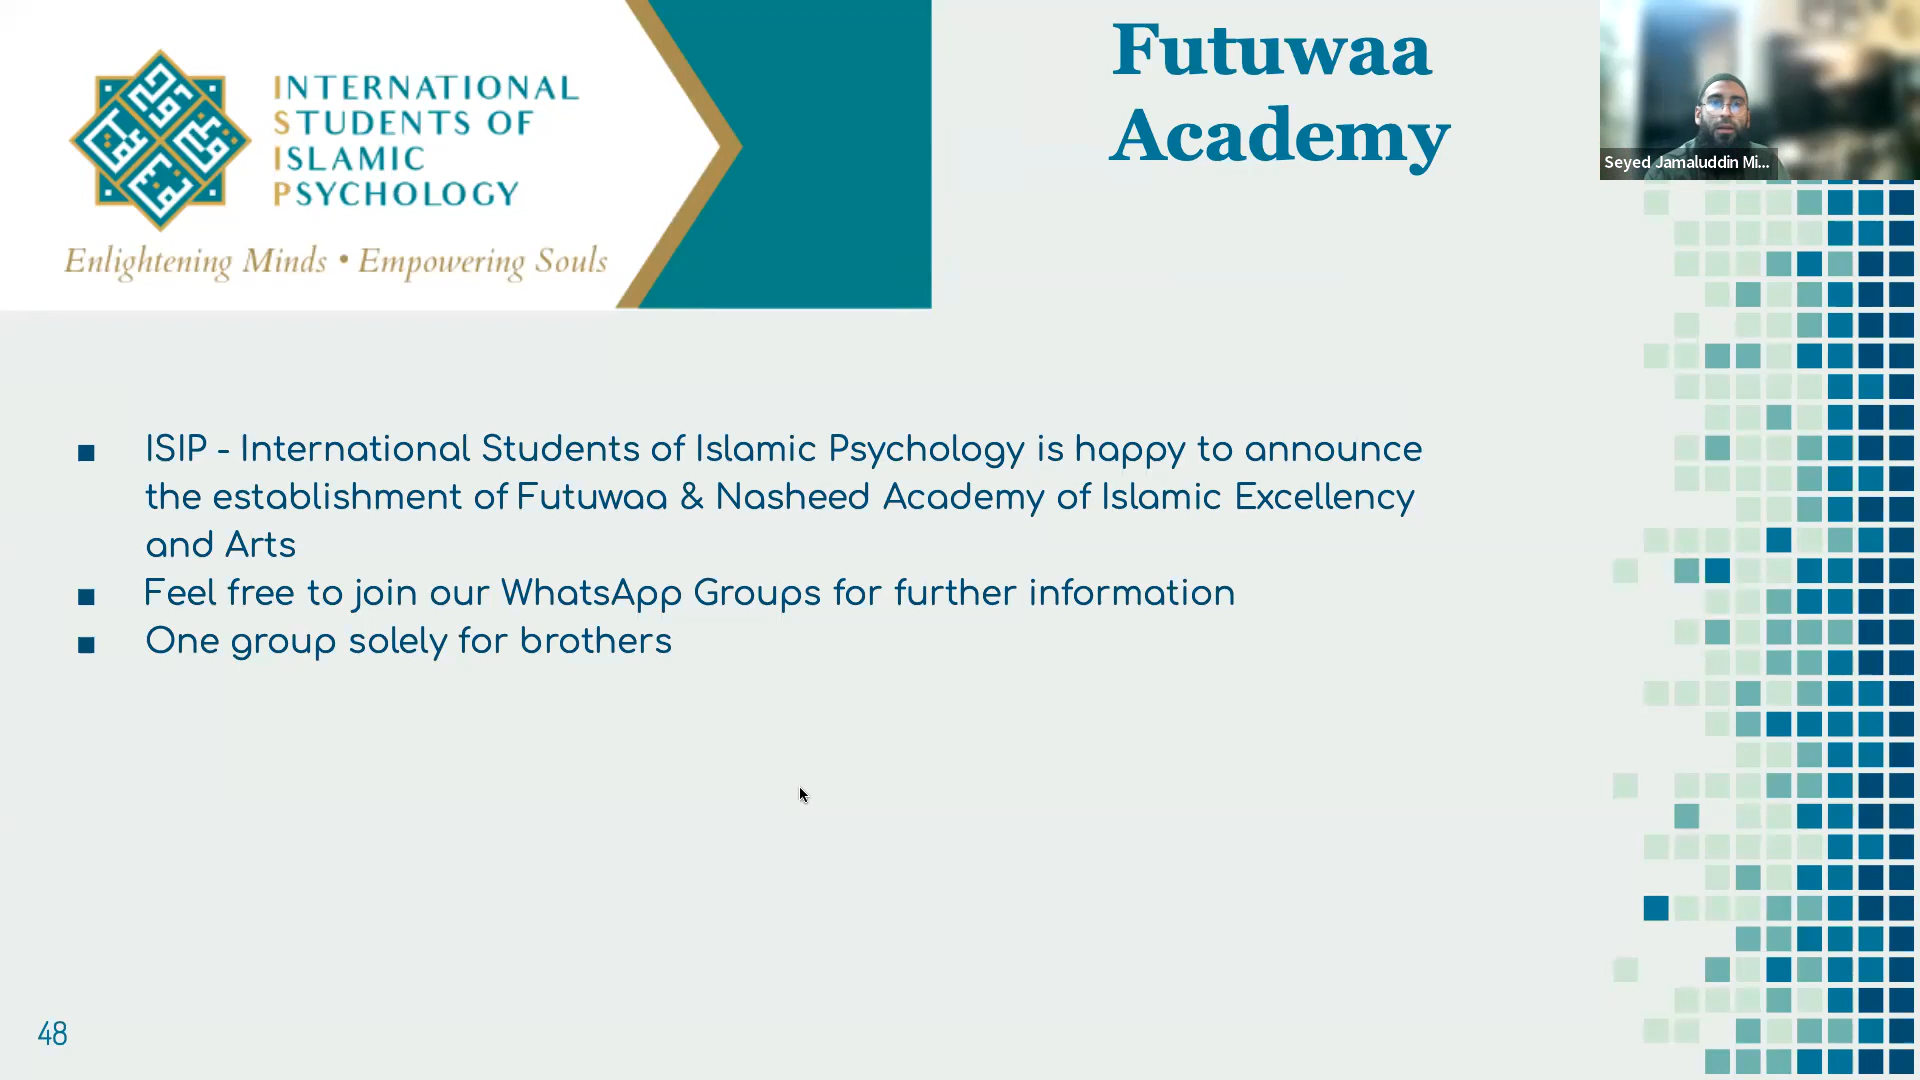 INTERNATIONAL
STUDENTS OF
ISLAMIC
PSYCHOLOGY
Enlightening Minds • Empowering Souls
Futuwaa
Academy
Seyed Jamaluddin Mi...
■ ISIP - International Students of Islamic Psychology is happy to announce
the establishment of Futuwaa & Nasheed Academy of Islamic Excellency
and Arts
■ Feel free to join our WhatsApp Groups for further information
■ One group solely for brothers
48